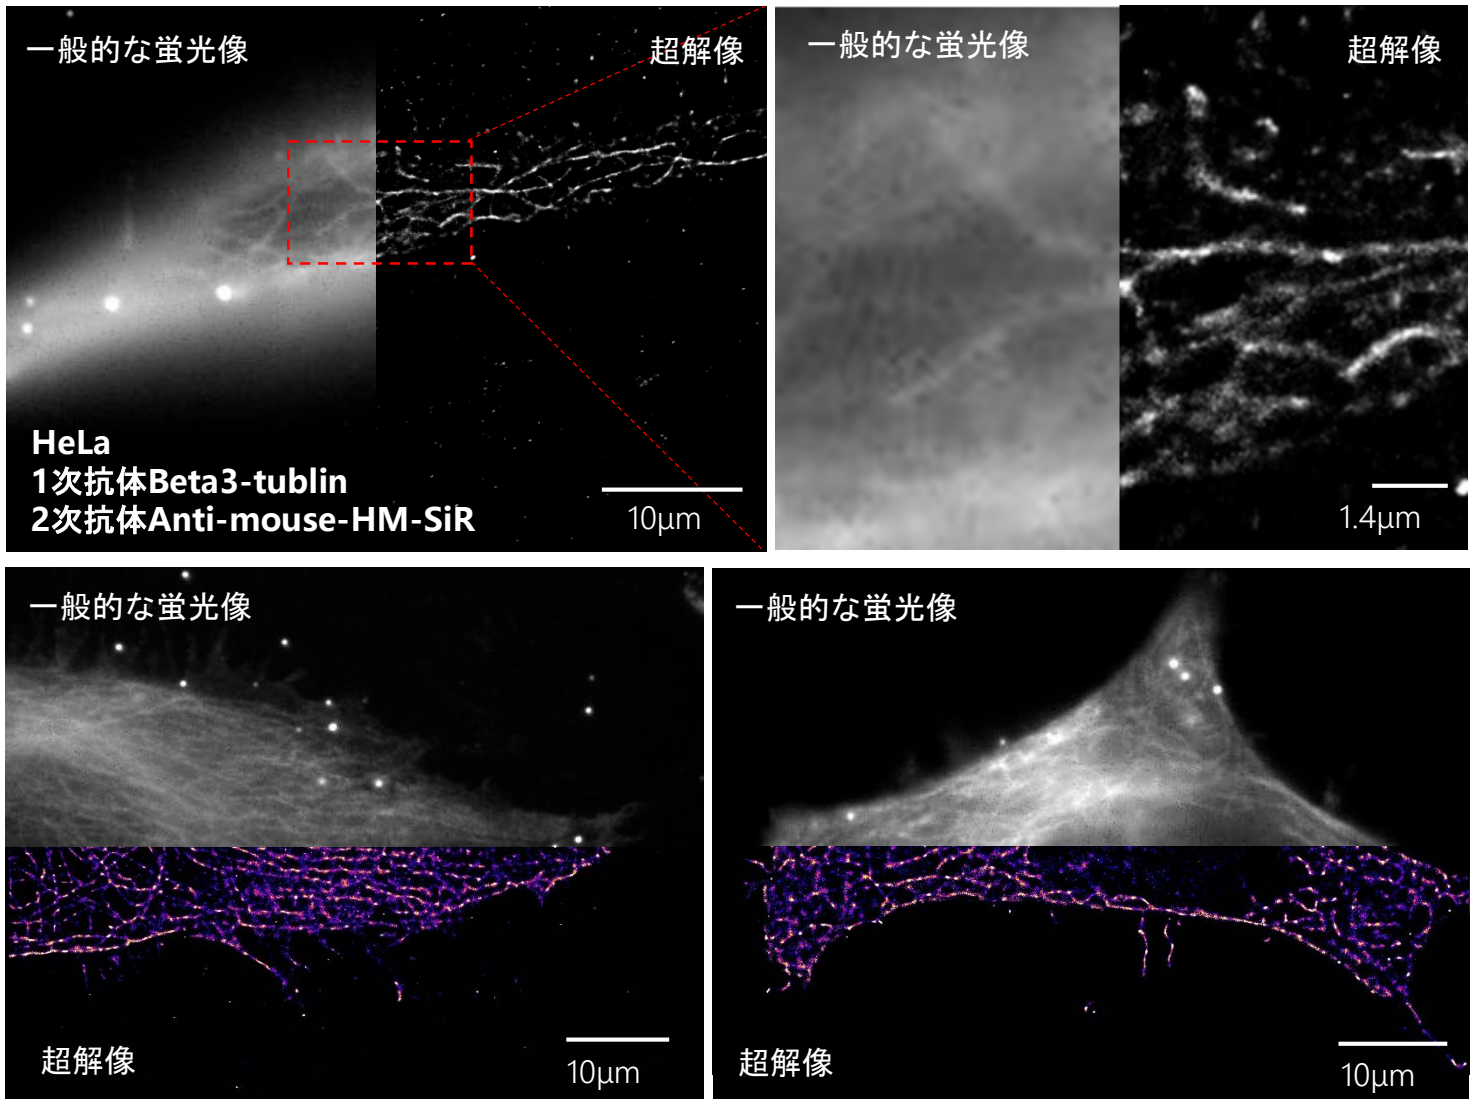 一般的な蛍光像
超解像
HeLa
1次抗体Beta3-tublin
2次抗体Anti-mouse-HM-SiR
10μm
一般的な蛍光像
超解像
1.4μm
一般的な蛍光像
超解像
10μm
一般的な蛍光像
超解像
10μm